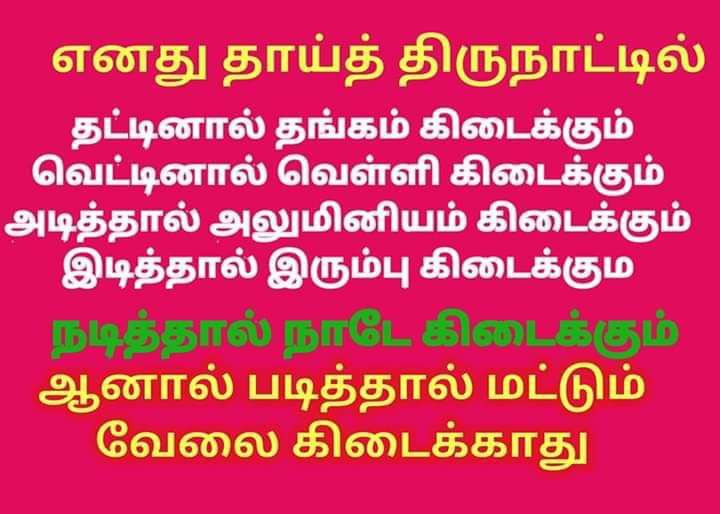 எனது தாய்த் திருநாட்டில்
தட்டினால் தங்கம் கிடைக்கும்
வெட்டினால் வெள்ளி கிடைக்கும்
அடித்தால் அலுமினியம் கிடைக்கும்
இடித்தால் இரும்பு கிடைக்கும
நடித்தால் நாடே கிடைக்கும்
ஆனால் படித்தால் மட்டும்
வேலை கிடைக்காது